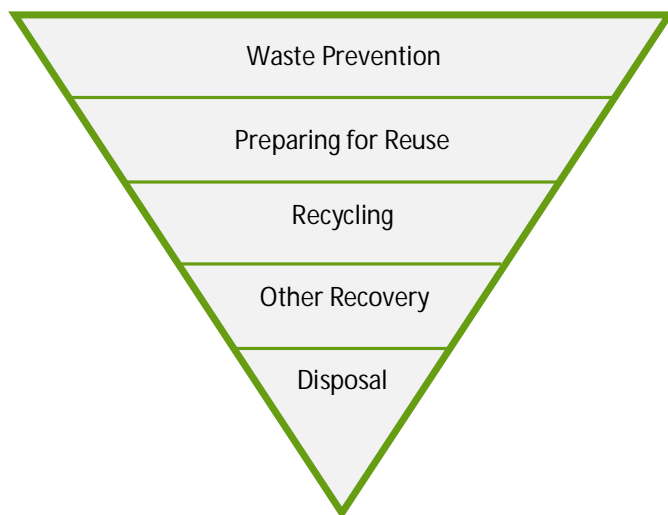 Waste Prevention
Preparing for Reuse
Recycling
Other Recovery
Disposal